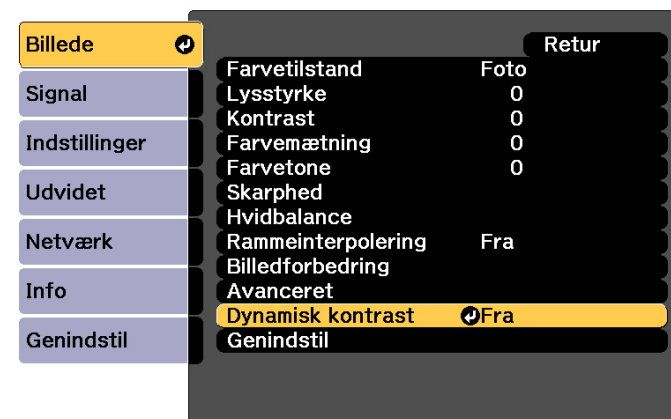 Billede
Signal
Indstillinger
Udvidet
Netværk
Info
Genindstil
Retur
Farvetilstand Foto
Lysstyrke 0
Kontrast 0
Farvemætning 0
Farvetone 0
Skarphed
Hvidbalance
Rammeinterpolering Fra
Billedforbedring
Avanceret
Dynamisk kontrast Fra
Genindstil